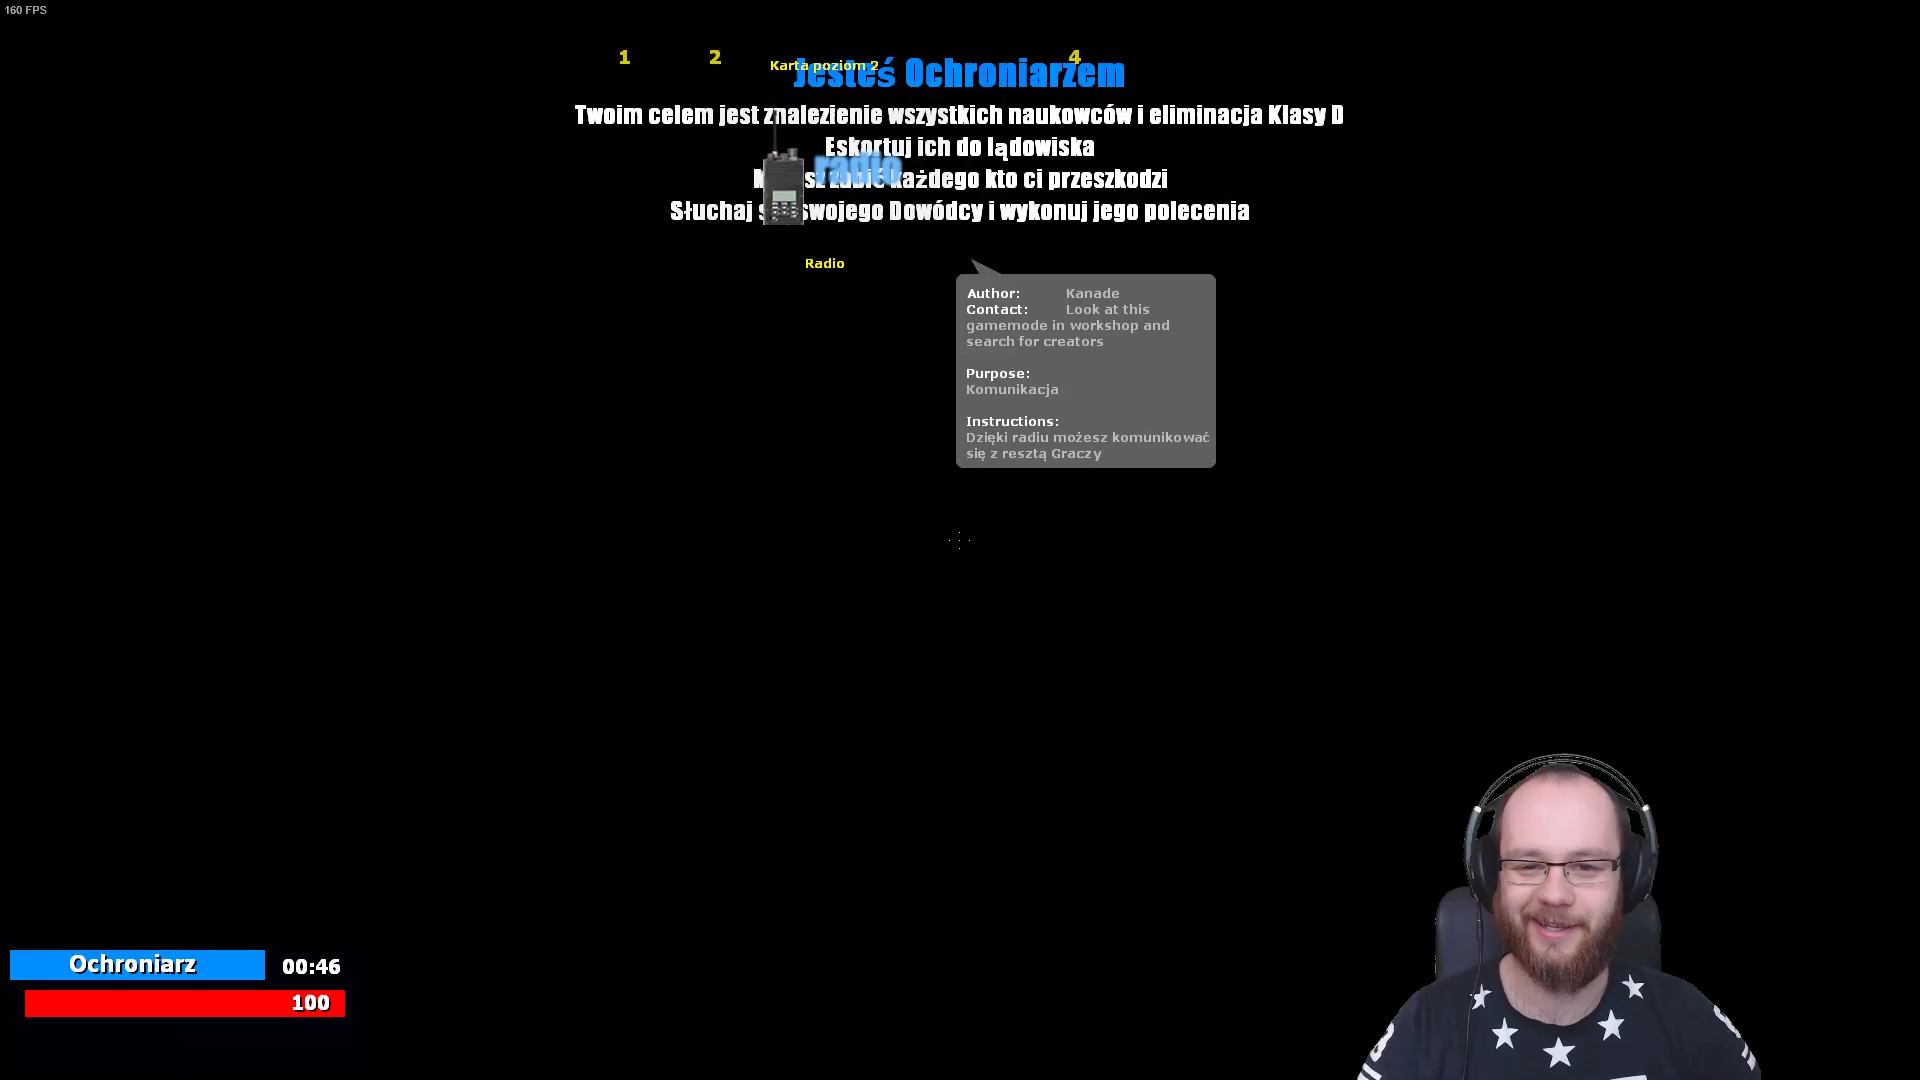 160 FPS
1 2 4
Karta poziom 2
Jesteś Ochroniarzem
Twoim celem jest znalezienie wszystkich naukowców i eliminacja Klasy D
Eskortuj ich do lądowiska
radio
każdego kto ci przeszkodzi
Słuchaj swojego Dowódcy i wykonuj jego polecenia
Radio
Author: Kanade
Contact: Look at this
gamemode in workshop and
search for creators
Purpose:
Komunikacja
Instructions:
Dzięki radiu możesz komunikować
się z resztą Graczy
Ochroniarz 00:46
100